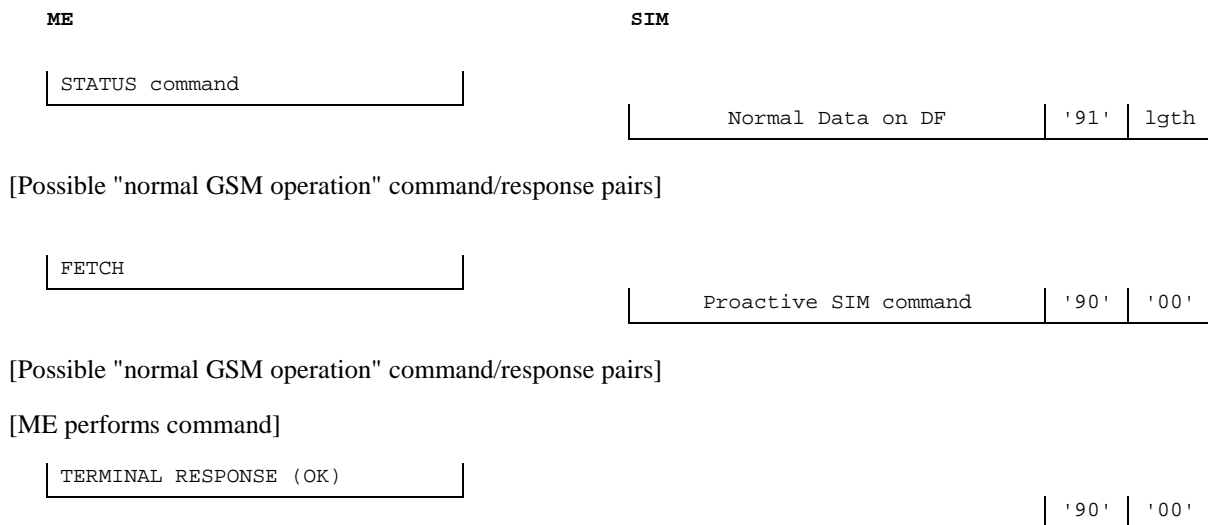 ME SIM
STATUS command
Normal Data on DF '91' lgth
[Possible "normal GSM operation" command/response pairs]
FETCH
Proactive SIM command '90' '00'
[Possible "normal GSM operation" command/response pairs]
[ME performs command]
TERMINAL RESPONSE (OK)
'90' '00'